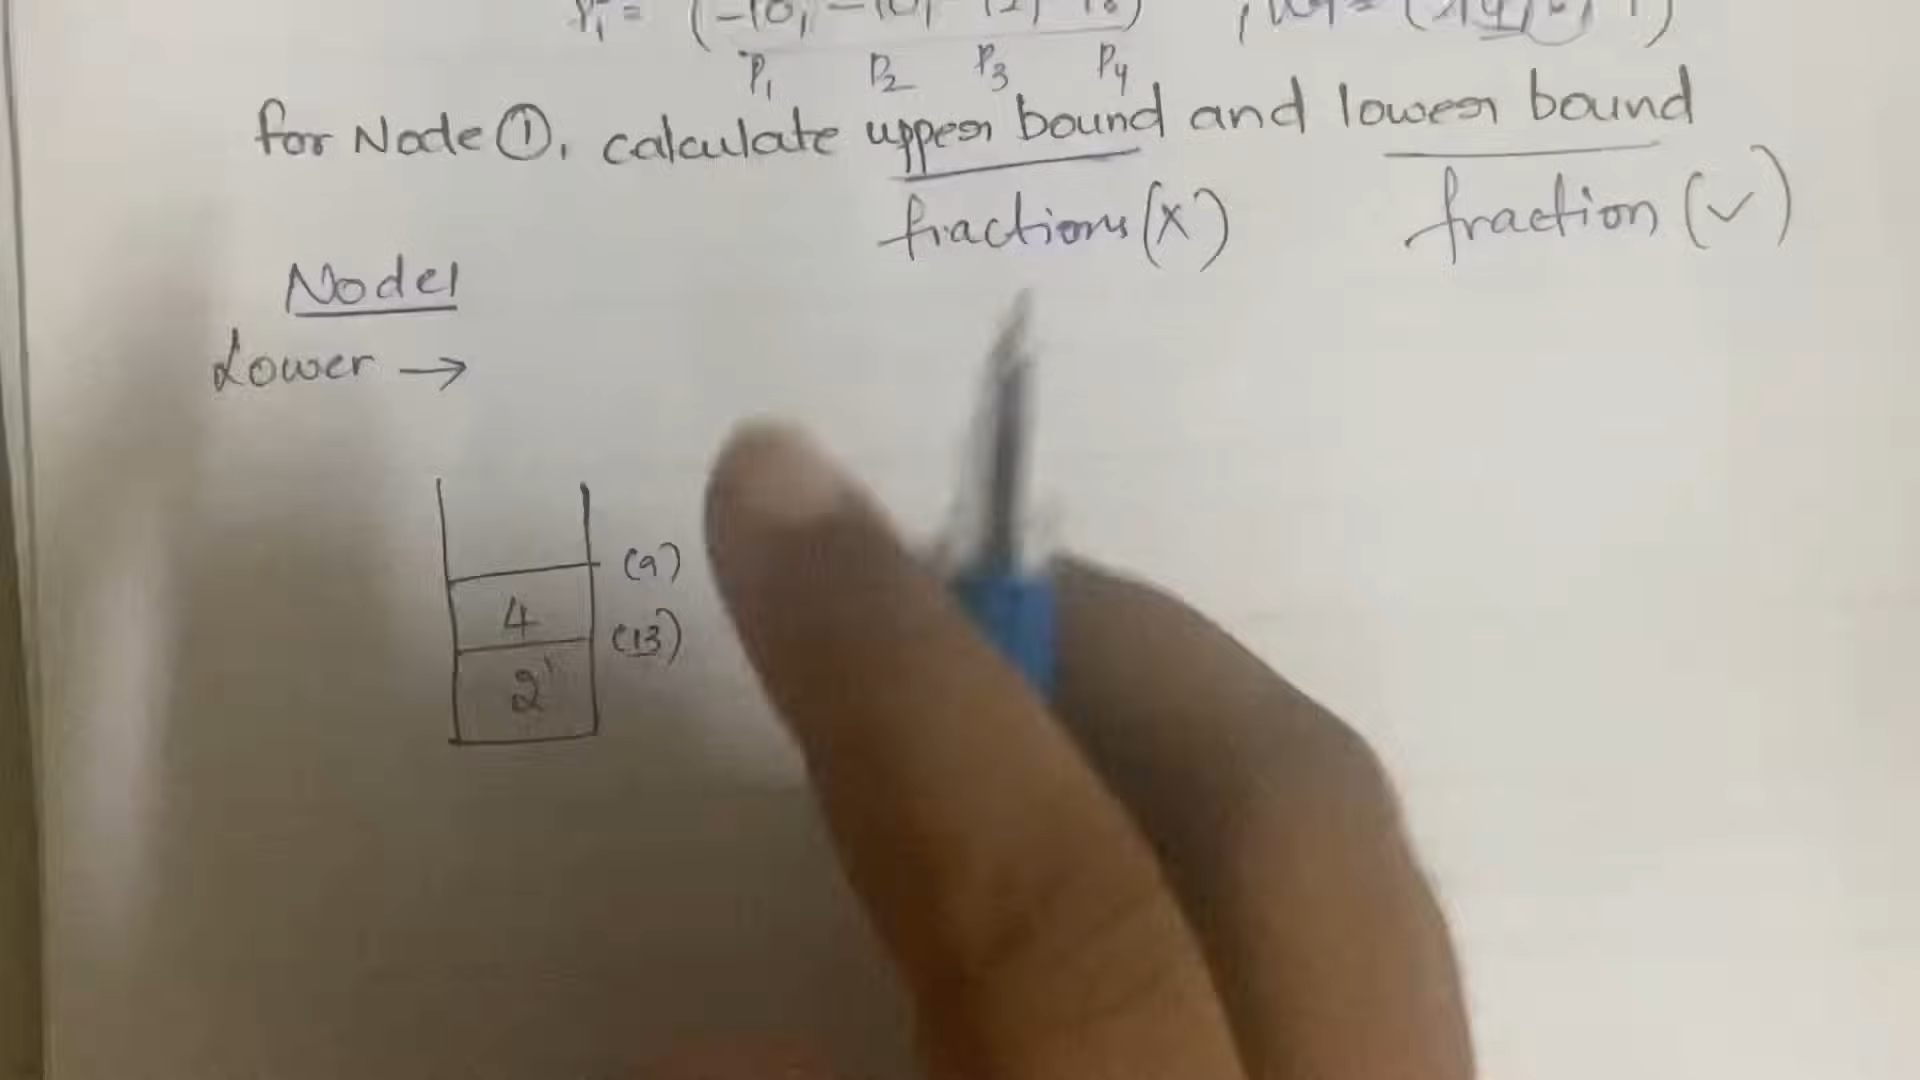 P₁ P₂ P₃ P₄
for Node ①, calculate upper bound and lower bound
fractions (x) fraction (✓)
Node1
Lower →
(9)
4
(13)
2